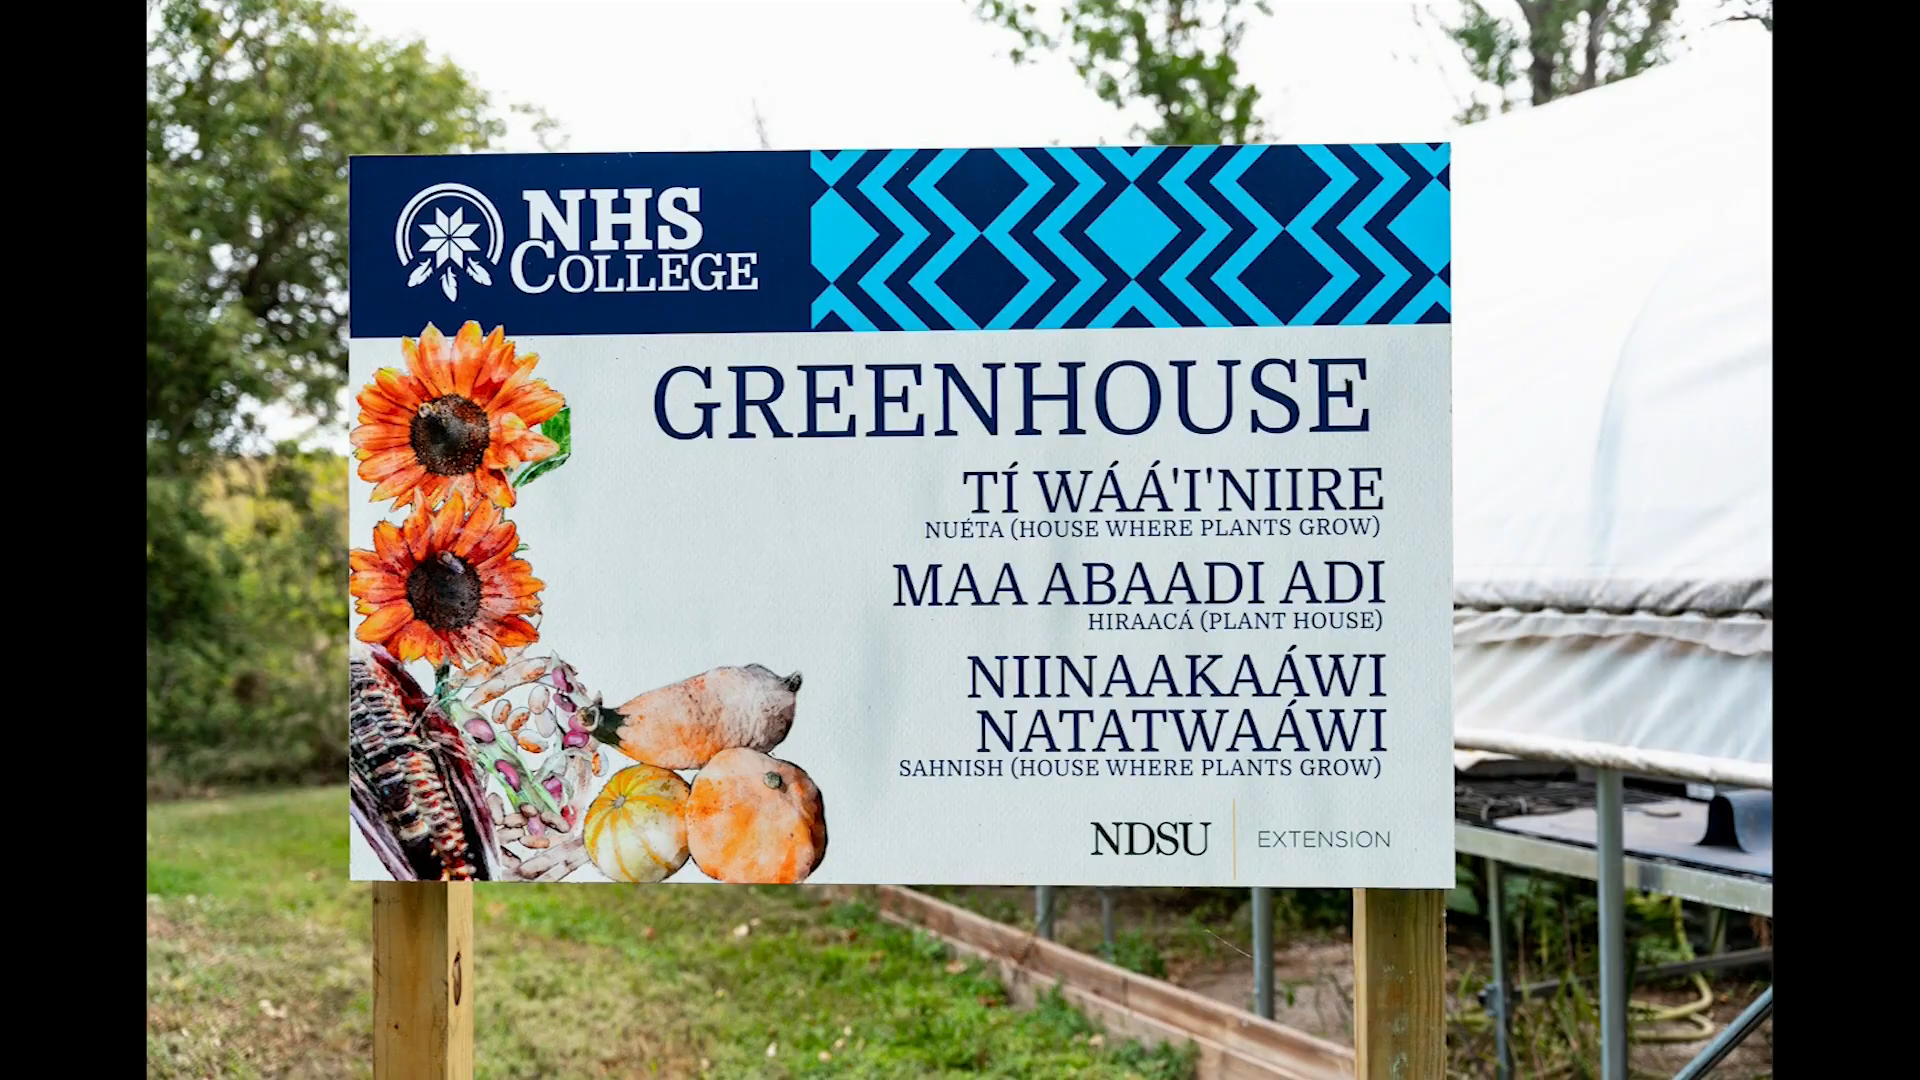 NHS
COLLEGE
GREENHOUSE
TÍ WÁÁ'I'NIIRE
NUÉTA (HOUSE WHERE PLANTS GROW)
MAA ABAADI ADI
HIRAACÁ (PLANT HOUSE)
NIINAAKAÁWI
NATATWAÁWI
SAHNISH (HOUSE WHERE PLANTS GROW)
NDSU EXTENSION